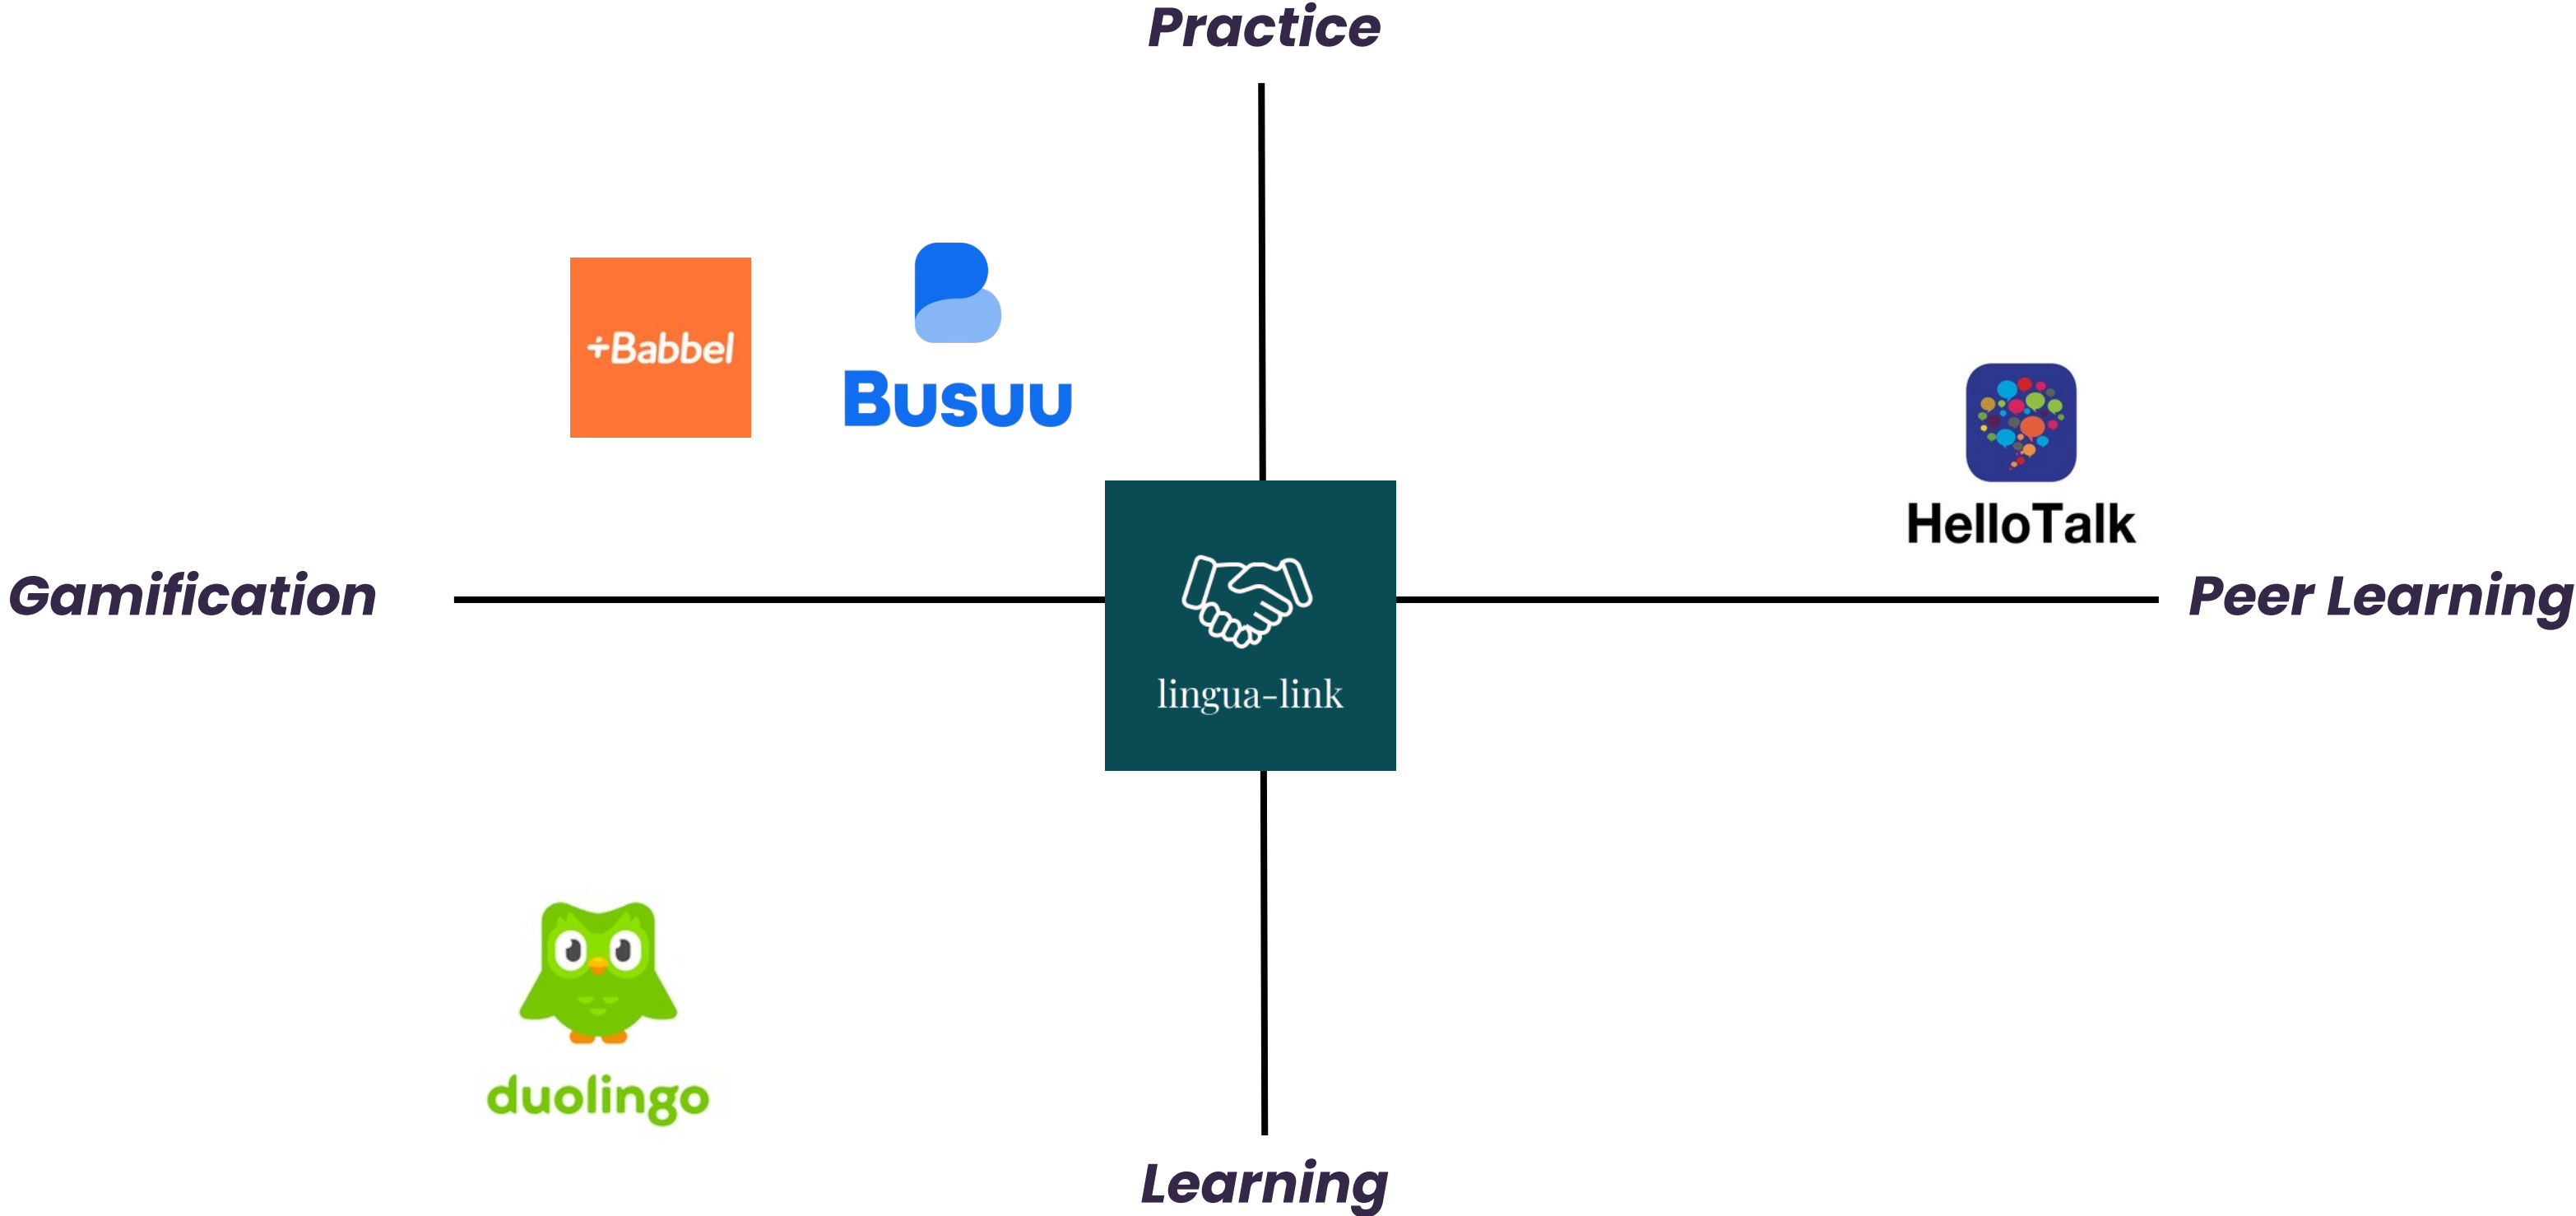 Practice
+Babbel
Busuu
HelloTalk
Gamification
Peer Learning
lingua-link
duolingo
Learning